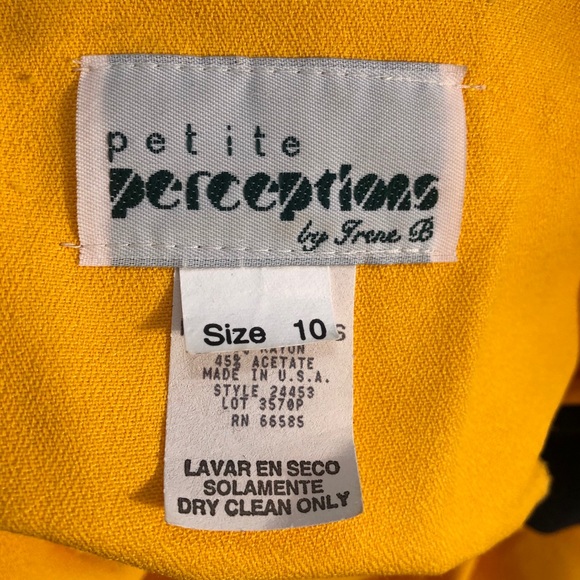 petite
perceptions
by Irene B
Size 10
S
RAYON
45% ACETATE
MADE IN U.S.A.
STYLE 24453
LOT 3570P
RN 66585
LAVAR EN SECO
SOLAMENTE
DRY CLEAN ONLY